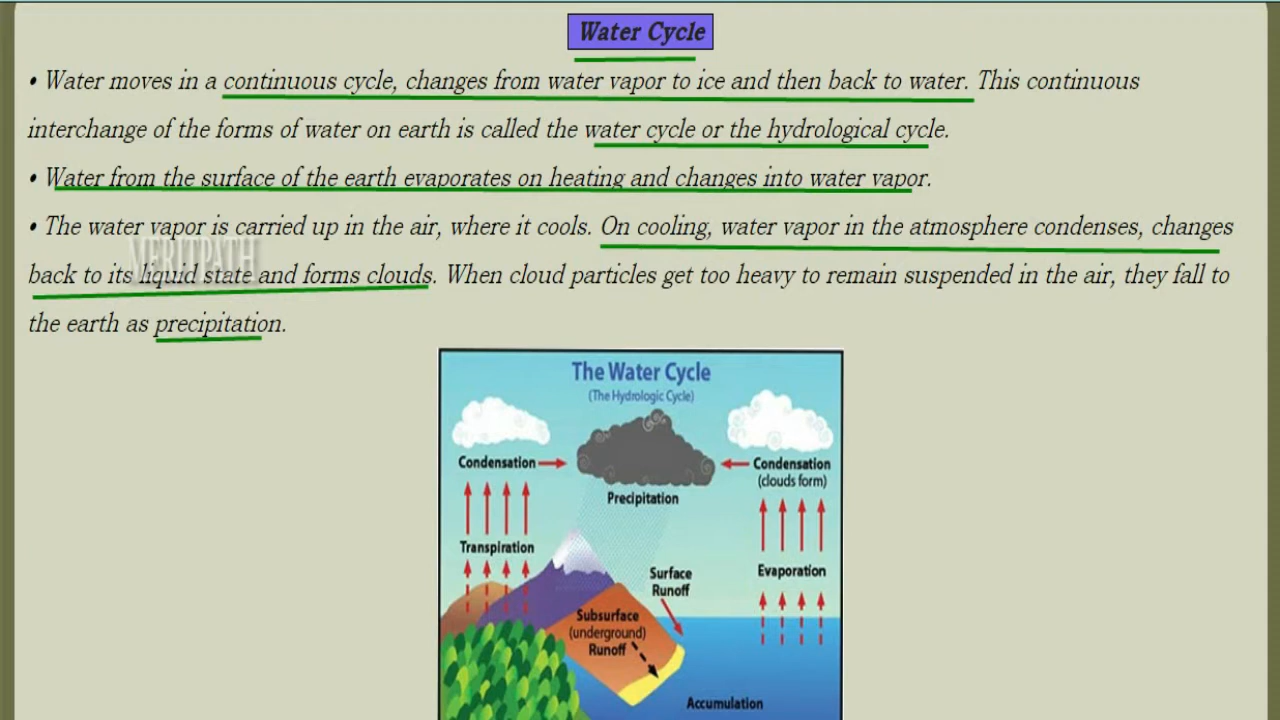 Water Cycle
• Water moves in a continuous cycle, changes from water vapor to ice and then back to water. This continuous
interchange of the forms of water on earth is called the water cycle or the hydrological cycle.
• Water from the surface of the earth evaporates on heating and changes into water vapor.
• The water vapor is carried up in the air, where it cools. On cooling, water vapor in the atmosphere condenses, changes
MERITPATH
back to its liquid state and forms clouds. When cloud particles get too heavy to remain suspended in the air, they fall to
the earth as precipitation.
The Water Cycle
(The Hydrologic Cycle)
Condensation
Condensation
(clouds form)
Precipitation
Transpiration
Surface
Runoff
Evaporation
Subsurface
(underground)
Runoff
Accumulation